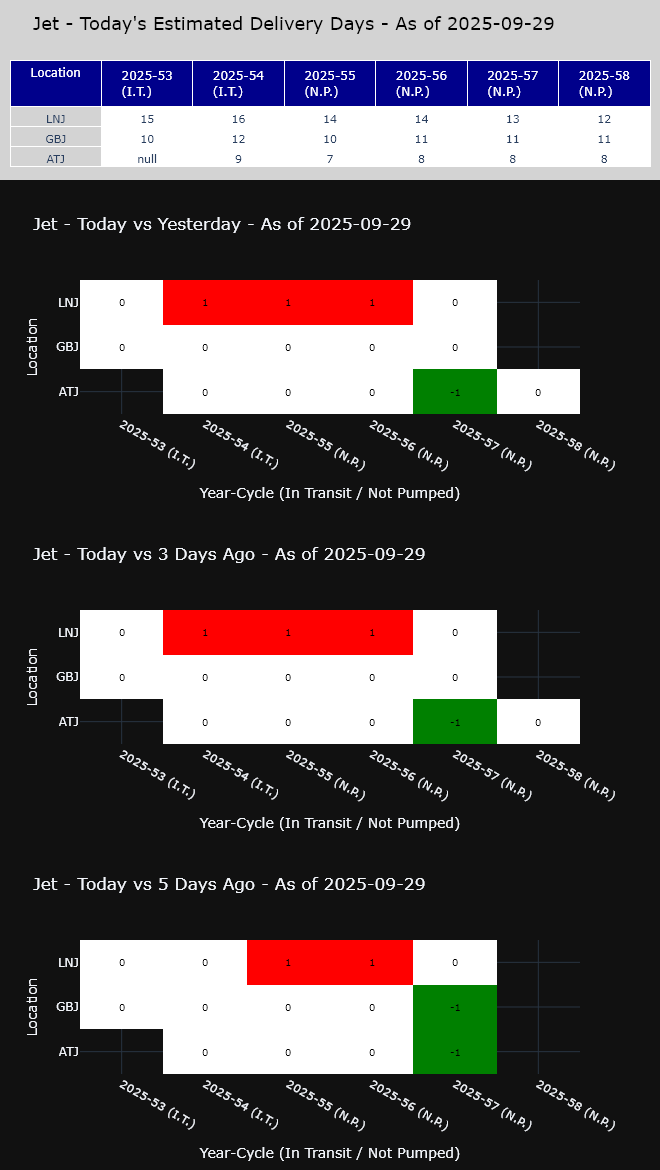 Jet - Today's Estimated Delivery Days - As of 2025-09-29
Location 2025-53 (I.T.) 2025-54 (I.T.) 2025-55 (N.P.) 2025-56 (N.P.) 2025-57 (N.P.) 2025-58 (N.P.)
LNJ 15 16 14 14 13 12
GBJ 10 12 10 11 11 11
ATJ null 9 7 8 8 8
Jet - Today vs Yesterday - As of 2025-09-29
Location
LNJ 0 1 1 1 0
GBJ 0 0 0 0 0
ATJ 0 0 0 -1 0
2025-53 (I.T.) 2025-54 (I.T.) 2025-55 (N.P.) 2025-56 (N.P.) 2025-57 (N.P.) 2025-58 (N.P.)
Year-Cycle (In Transit / Not Pumped)
Jet - Today vs 3 Days Ago - As of 2025-09-29
Location
LNJ 0 1 1 1 0
GBJ 0 0 0 0 0
ATJ 0 0 0 -1 0
2025-53 (I.T.) 2025-54 (I.T.) 2025-55 (N.P.) 2025-56 (N.P.) 2025-57 (N.P.) 2025-58 (N.P.)
Year-Cycle (In Transit / Not Pumped)
Jet - Today vs 5 Days Ago - As of 2025-09-29
Location
LNJ 0 0 1 1 0
GBJ 0 0 0 0 -1
ATJ 0 0 0 -1
2025-53 (I.T.) 2025-54 (I.T.) 2025-55 (N.P.) 2025-56 (N.P.) 2025-57 (N.P.) 2025-58 (N.P.)
Year-Cycle (In Transit / Not Pumped)